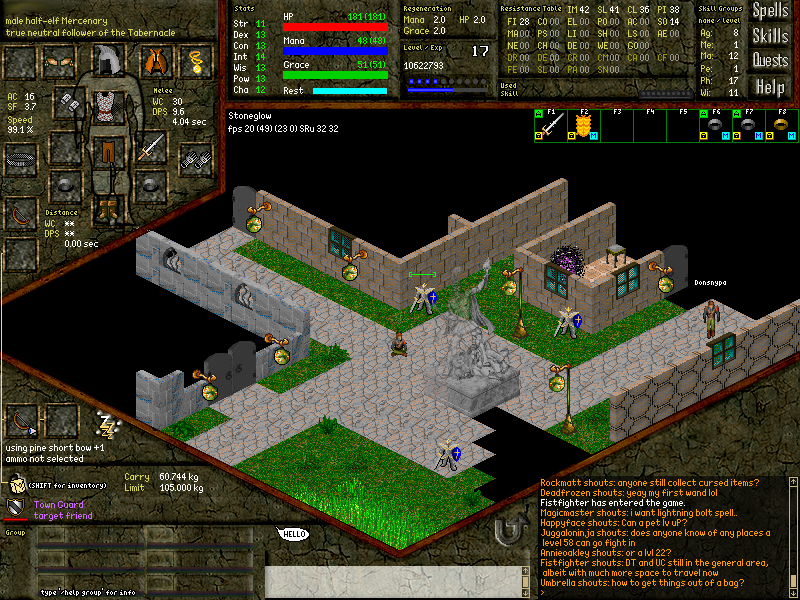 male half-elf Mercenary
true neutral follower of the Tabernacle
AC 16
SF 3.7
Speed
99.1 %
Melee
WC 30
DPS 9.6
4.04 sec
Distance
WC **
DPS **
0.00 sec
using pine short bow +1
ammo not selected
(SHIFT for inventory)
Carry 60.744 kg
Limit 105.000 kg
Town Guard
target friend
Group
type '/help group' for info
Stats
Str 11
Dex 13
Con 13
Int 14
Wis 13
Pow 13
Cha 12
HP 181 (181)
Mana 48 (48)
Grace 51 (51)
Rest
Regeneration
Mana 2.0 HP 2.0
Grace 2.0
Level / Exp
17
10622793
Resistance Table IM 42 SL 41 CL 36 PI 38
FI 28 CO 00 EL 00 PO 00 AC 00 SO 14
MA 00 PS 00 LI 00 SH 00 LS 00 AE 00
NE 00 CH 00 DE 00 WE 00 GO 00
DR 00 DE 00 CR 00 CM 00 CA 00 CF 00
FE 00 SL 00 PA 00 SN 00
Used
Skill
Skill Groups
name / level
Ag: 8
Me: 1
Ma: 12
Pe: 1
Ph: 17
Wi: 11
Spells
Skills
Quests
Help
Stoneglow
fps 20 (49) (23 0) SRu 32 32
F1 F2 F3 F4 F5 F6 F7 F8
Donsnypa
HELLO
Rockmatt shouts: anyone still collect cursed items?
Deadfrozen shouts: yeay my first wand lol
Fistfighter has entered the game.
Magicmaster shouts: i want lightning bolt spell..
Happyface shouts: Can a pet lv uP?
Juggaloninja shouts: does anyone know of any places a
level 58 can go fight in
Annieoakley shouts: or a lvl 22?
Fistfighter shouts: DT and UC still in the general area,
albeit with much more space to travel now
Umbrella shouts: how to get things out of a bag?
>